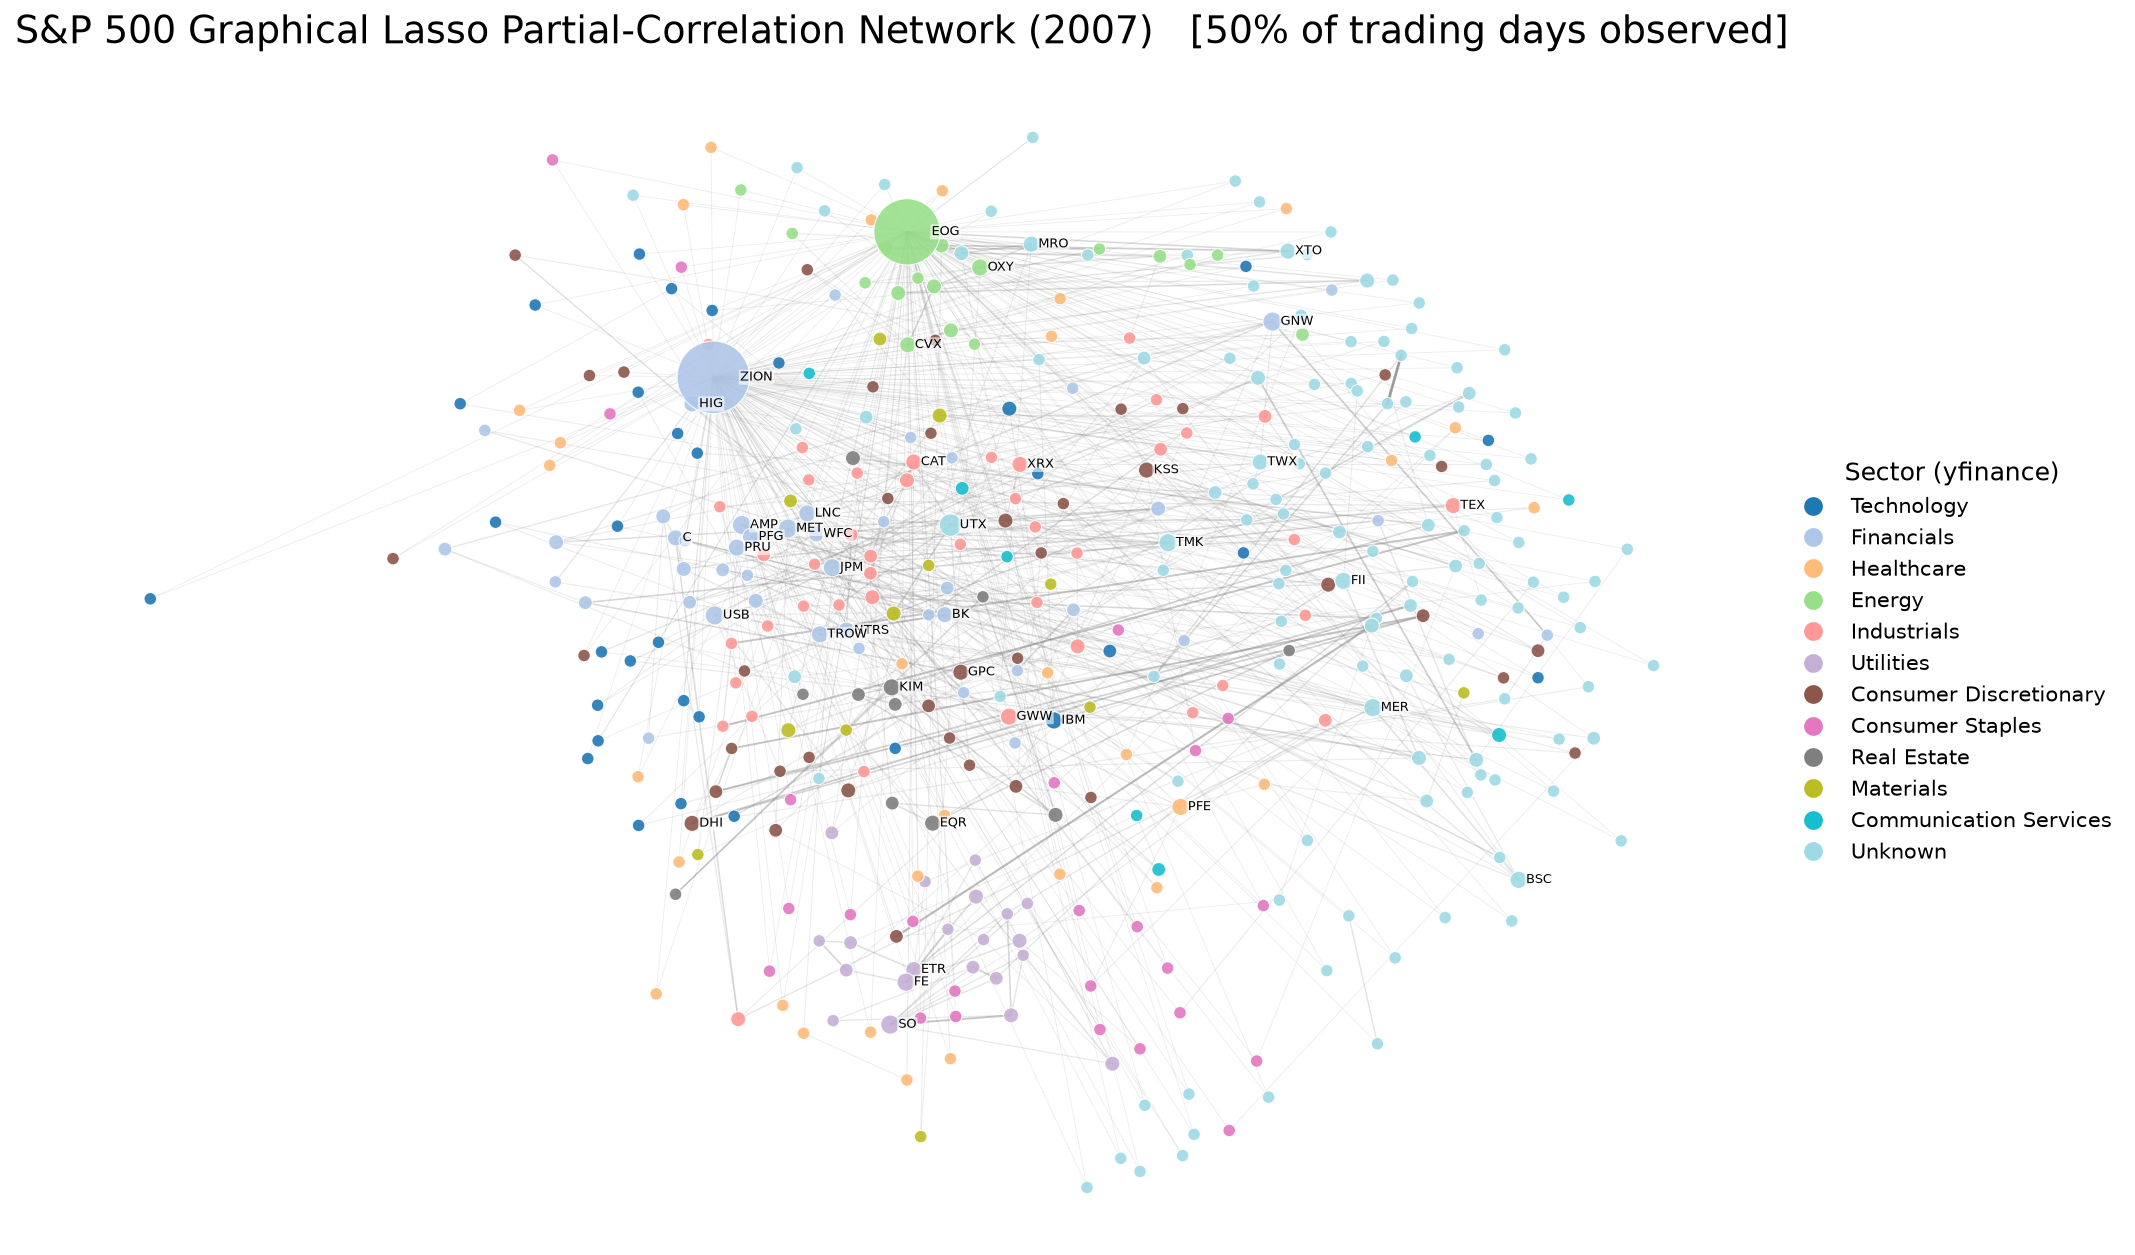 S&P 500 Graphical Lasso Partial-Correlation Network (2007)   [50% of trading days observed]
EOG
MRO
XTO
OXY
GNW
CVX
ZION
HIG
CAT
XRX
KSS
TWX
TEX
LNC
AMP
MET
WFC
PFG
C
PRU
UTX
TMK
JPM
FII
USB
BK
NTRS
TROW
GPC
KIM
MER
GWW
IBM
PFE
DHI
EQR
BSC
ETR
FE
SO
Sector (yfinance)
Technology
Financials
Healthcare
Energy
Industrials
Utilities
Consumer Discretionary
Consumer Staples
Real Estate
Materials
Communication Services
Unknown